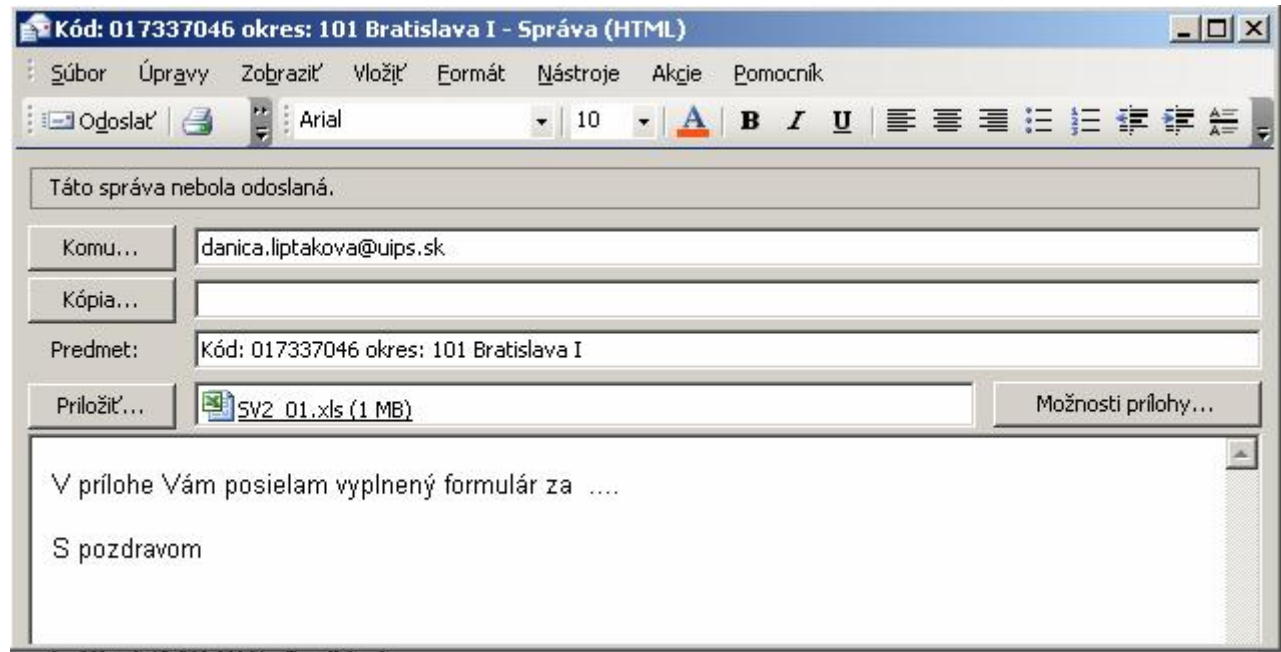 Kód: 017337046 okres: 101 Bratislava I - Správa (HTML)
Súbor Úpravy Zobraziť Vložiť Formát Nástroje Akcie Pomocník
Odoslať Arial 10 A B I U
Táto správa nebola odoslaná.
Komu... danica.liptakova@uips.sk
Kópia...
Predmet: Kód: 017337046 okres: 101 Bratislava I
Priložiť... SV2_01.xls (1 MB) Možnosti prílohy...
V prílohe Vám posielam vyplnený formulár za ....
S pozdravom